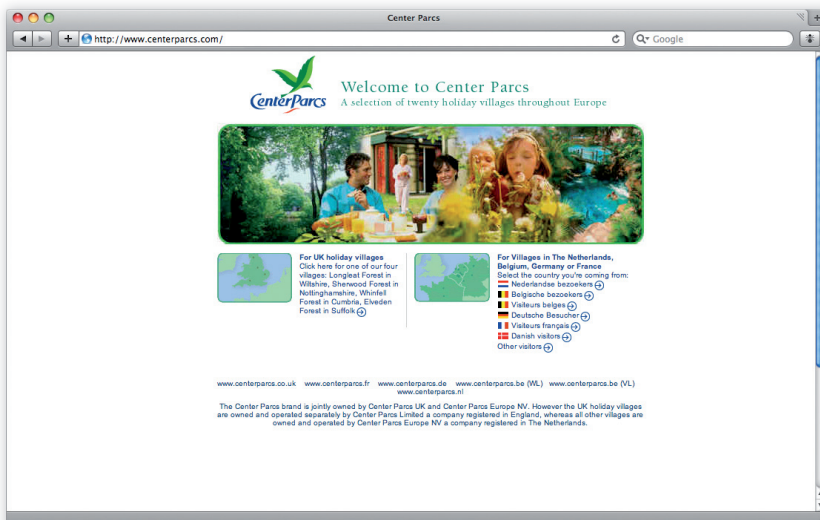 Center Parcs
http://www.centerparcs.com/
Google
CenterParcs
Welcome to Center Parcs
A selection of twenty holiday villages throughout Europe
For UK holiday villages
Click here for one of our four
villages: Longleat Forest in
Wiltshire, Sherwood Forest in
Nottinghamshire, Whinfell
Forest in Cumbria, Elveden
Forest in Suffolk
For Villages in The Netherlands,
Belgium, Germany or France
Select the country you're coming from:
Nederlandse bezoekers
Belgische bezoekers
Visiteurs belges
Deutsche Besucher
Visiteurs français
Danish visitors
Other visitors
www.centerparcs.co.uk www.centerparcs.fr www.centerparcs.de www.centerparcs.be (WL) www.centerparcs.be (VL)
www.centerparcs.nl
The Center Parcs brand is jointly owned by Center Parcs UK and Center Parcs Europe NV. However the UK holiday villages
are owned and operated separately by Center Parcs Limited a company registered in England, whereas all other villages are
owned and operated by Center Parcs Europe NV a company registered in The Netherlands.